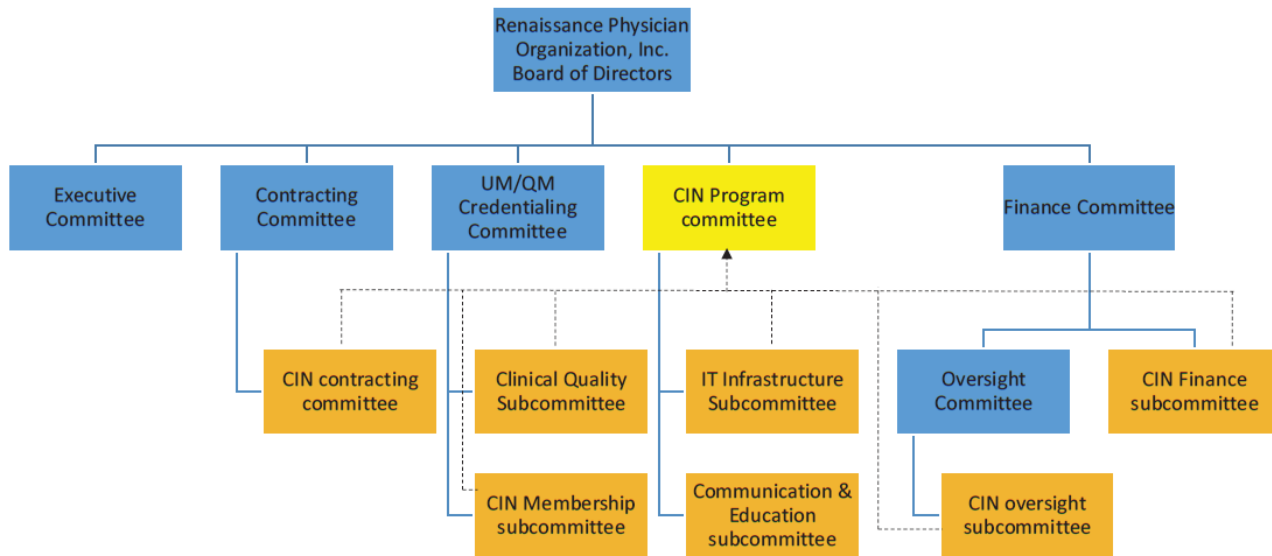 Renaissance Physician
Organization, Inc.
Board of Directors
Executive
Committee
Contracting
Committee
UM/QM
Credentialing
Committee
CIN Program
committee
Finance Committee
CIN contracting
committee
Clinical Quality
Subcommittee
IT Infrastructure
Subcommittee
Oversight
Committee
CIN Finance
subcommittee
CIN Membership
subcommittee
Communication &
Education
subcommittee
CIN oversight
subcommittee